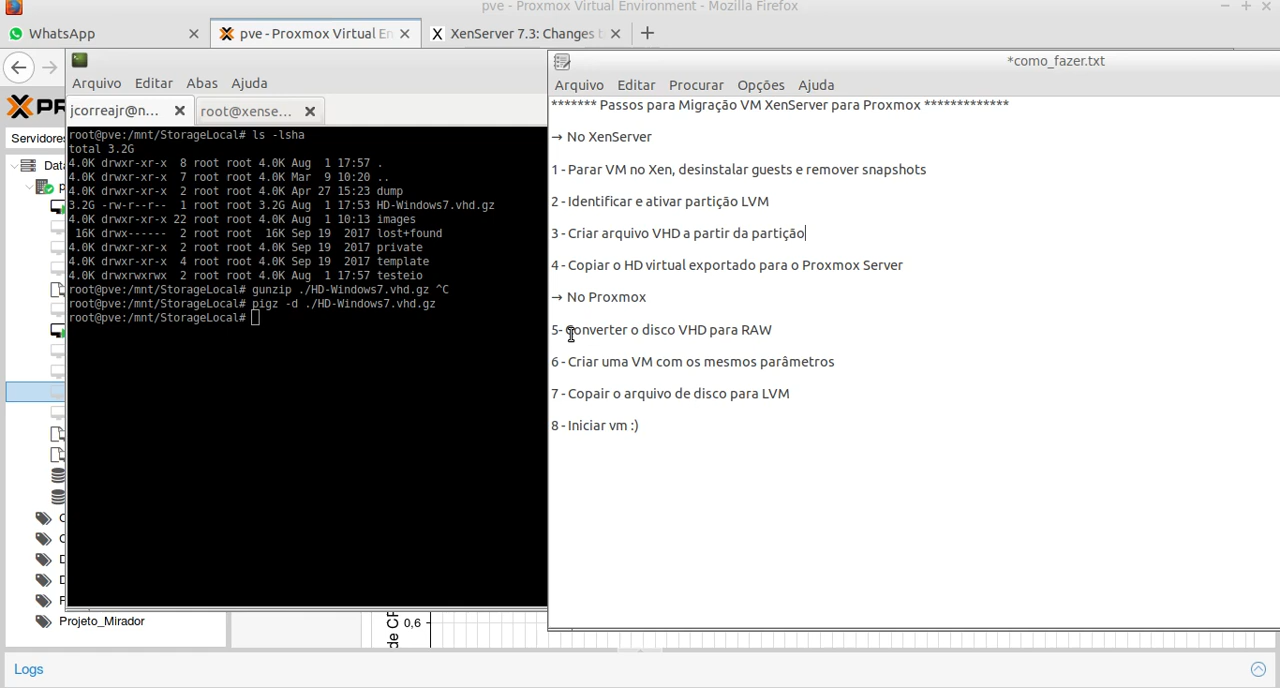 pve - Proxmox Virtual Environment - Mozilla Firefox
WhatsApp
pve - Proxmox Virtual En
XenServer 7.3: Changes t
PR
Servidores
Data
p
Projeto_Mirador
Arquivo Editar Abas Ajuda
jcorreajr@n...
root@xense...
root@pve:/mnt/StorageLocal# ls -lsha
total 3.2G
4.0K drwxr-xr-x  8 root root 4.0K Aug  1 17:57 .
4.0K drwxr-xr-x  7 root root 4.0K Mar  9 10:20 ..
4.0K drwxr-xr-x  2 root root 4.0K Apr 27 15:23 dump
3.2G -rw-r--r--  1 root root 3.2G Aug  1 17:53 HD-Windows7.vhd.gz
4.0K drwxr-xr-x 22 root root 4.0K Aug  1 10:13 images
 16K drwx------  2 root root  16K Sep 19  2017 lost+found
4.0K drwxr-xr-x  2 root root 4.0K Sep 19  2017 private
4.0K drwxr-xr-x  4 root root 4.0K Sep 19  2017 template
4.0K drwxrwxrwx  2 root root 4.0K Aug  1 17:57 testeio
root@pve:/mnt/StorageLocal# gunzip ./HD-Windows7.vhd.gz ^C
root@pve:/mnt/StorageLocal# pigz -d ./HD-Windows7.vhd.gz
root@pve:/mnt/StorageLocal#
*como_fazer.txt
Arquivo Editar Procurar Opções Ajuda
******* Passos para Migração VM XenServer para Proxmox *************
→ No XenServer
1 - Parar VM no Xen, desinstalar guests e remover snapshots
2 - Identificar e ativar partição LVM
3 - Criar arquivo VHD a partir da partição
4 - Copiar o HD virtual exportado para o Proxmox Server
→ No Proxmox
5- Converter o disco VHD para RAW
6 - Criar uma VM com os mesmos parâmetros
7 - Copair o arquivo de disco para LVM
8 - Iniciar vm :)
de CP
0,6
Logs